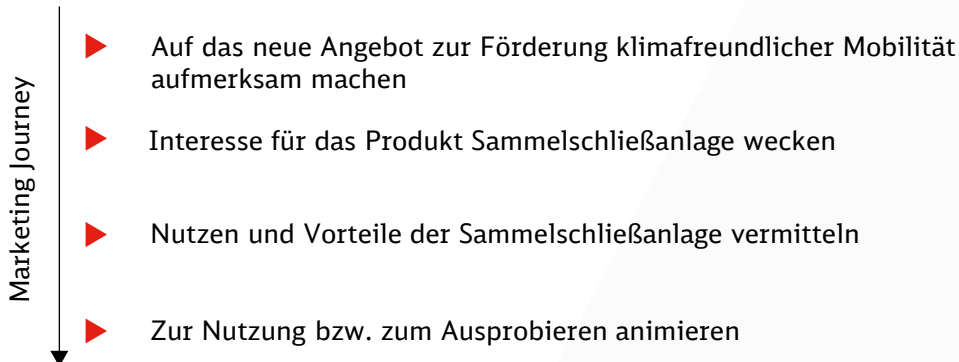 Marketing Journey
Auf das neue Angebot zur Förderung klimafreundlicher Mobilität
aufmerksam machen
Interesse für das Produkt Sammelschließanlage wecken
Nutzen und Vorteile der Sammelschließanlage vermitteln
Zur Nutzung bzw. zum Ausprobieren animieren